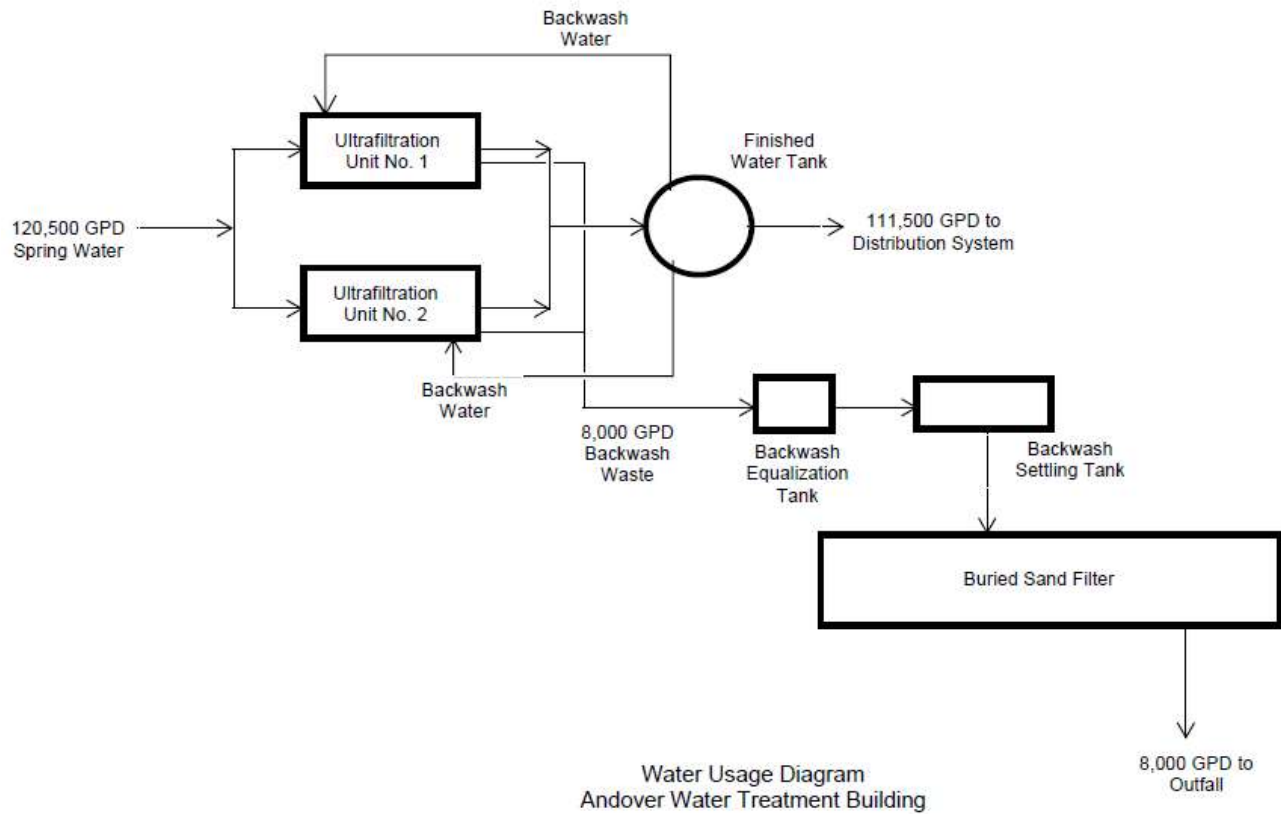 Backwash
Water
Ultrafiltration
Unit No. 1
Finished
Water Tank
120,500 GPD
Spring Water
111,500 GPD to
Distribution System
Ultrafiltration
Unit No. 2
Backwash
Water
8,000 GPD
Backwash
Waste
Backwash
Equalization
Tank
Backwash
Settling Tank
Buried Sand Filter
8,000 GPD to
Outfall
Water Usage Diagram
Andover Water Treatment Building